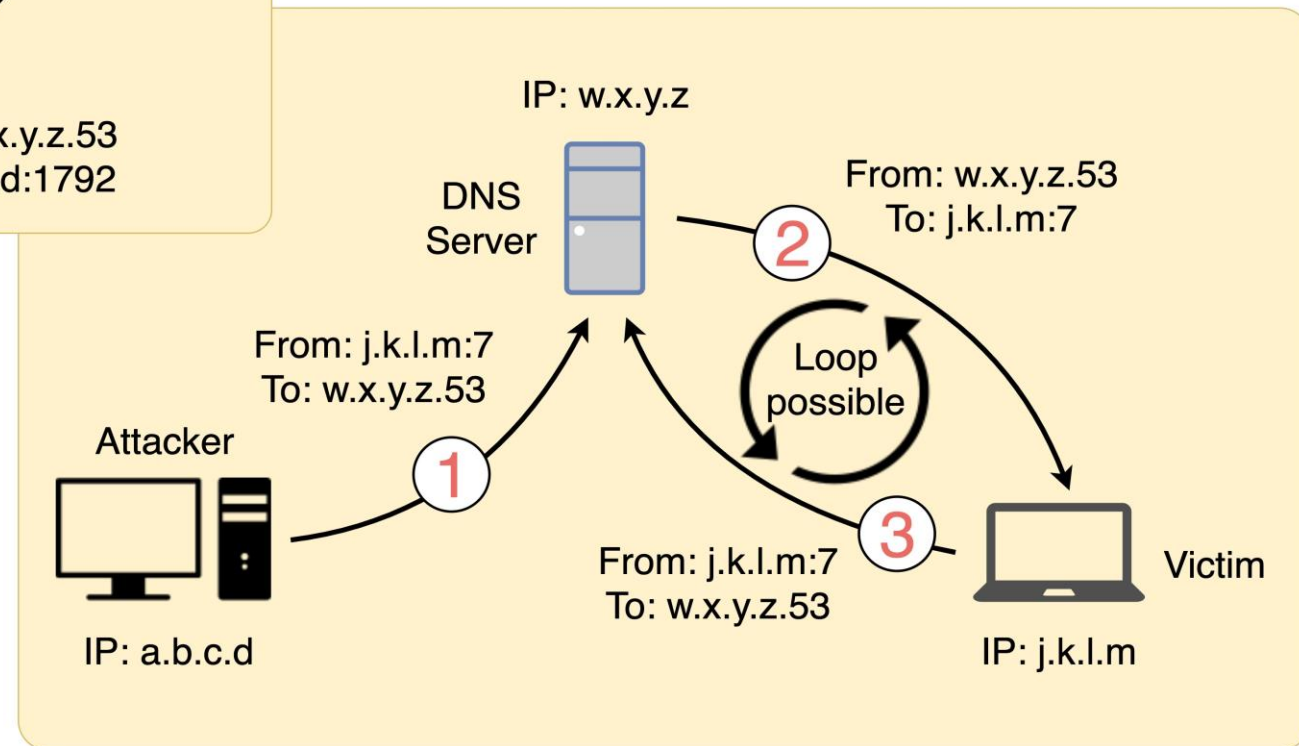 x.y.z.53
d:1792
IP: w.x.y.z
DNS
Server
From: w.x.y.z.53
To: j.k.l.m:7
2
From: j.k.l.m:7
To: w.x.y.z.53
Loop
possible
Attacker
1
3
From: j.k.l.m:7
To: w.x.y.z.53
Victim
IP: a.b.c.d
IP: j.k.l.m